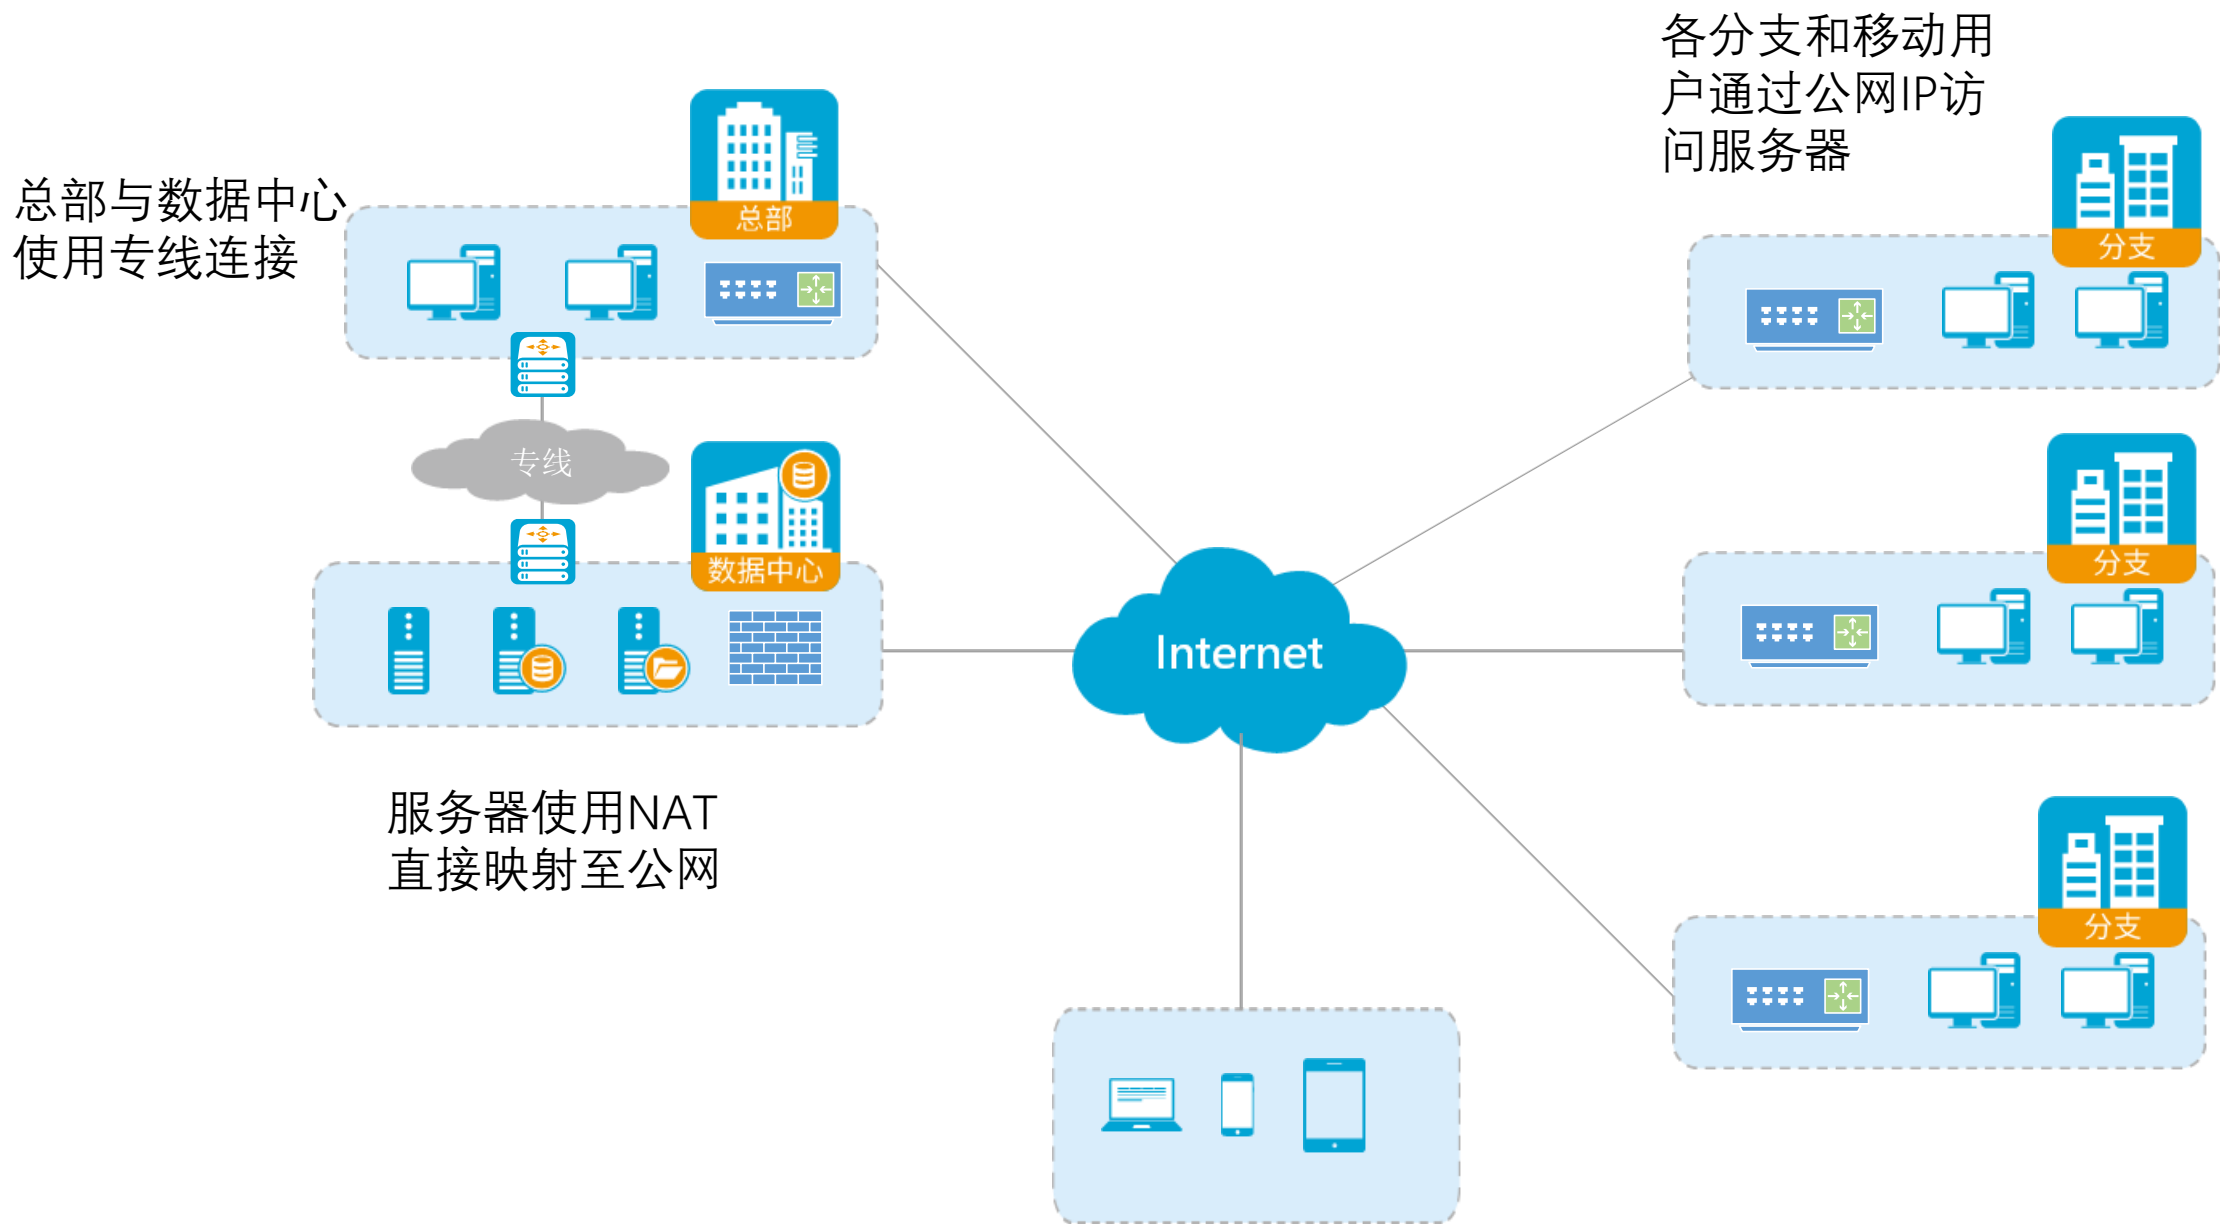 各分支和移动用
户通过公网IP访
问服务器
总部与数据中心
使用专线连接
总部
分支
专线
数据中心
分支
Internet
服务器使用NAT
直接映射至公网
分支